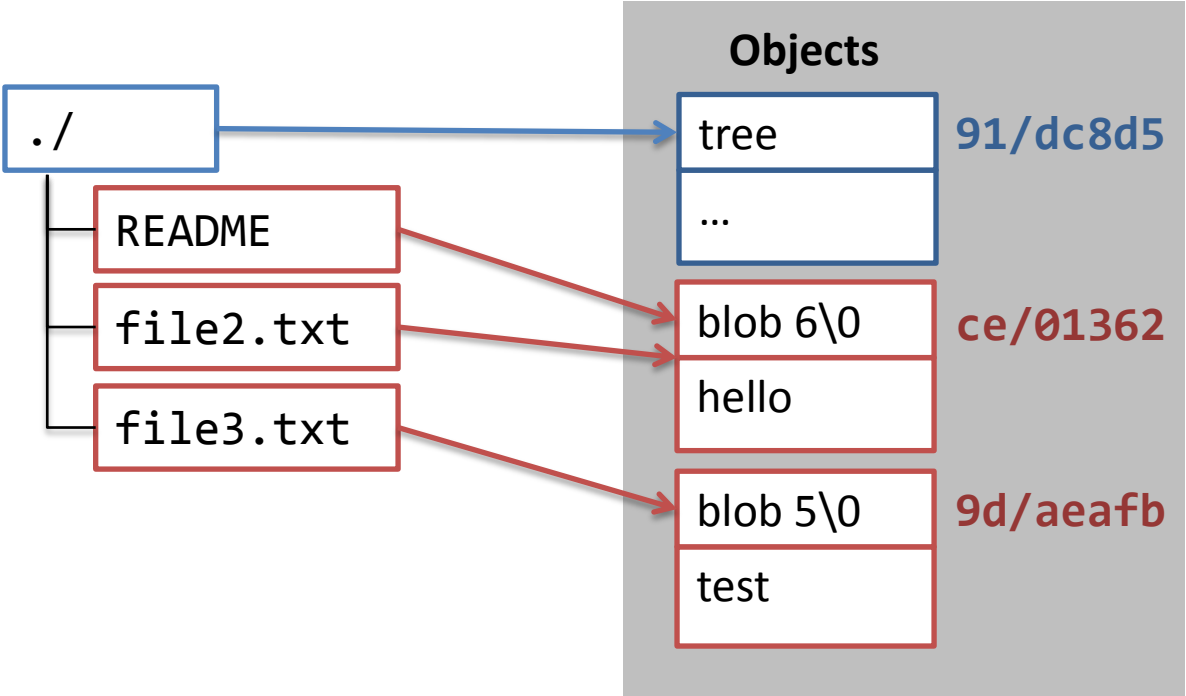 Objects
./
tree
91/dc8d5
...
README
file2.txt
file3.txt
blob 6\0
ce/01362
hello
blob 5\0
9d/aeafb
test